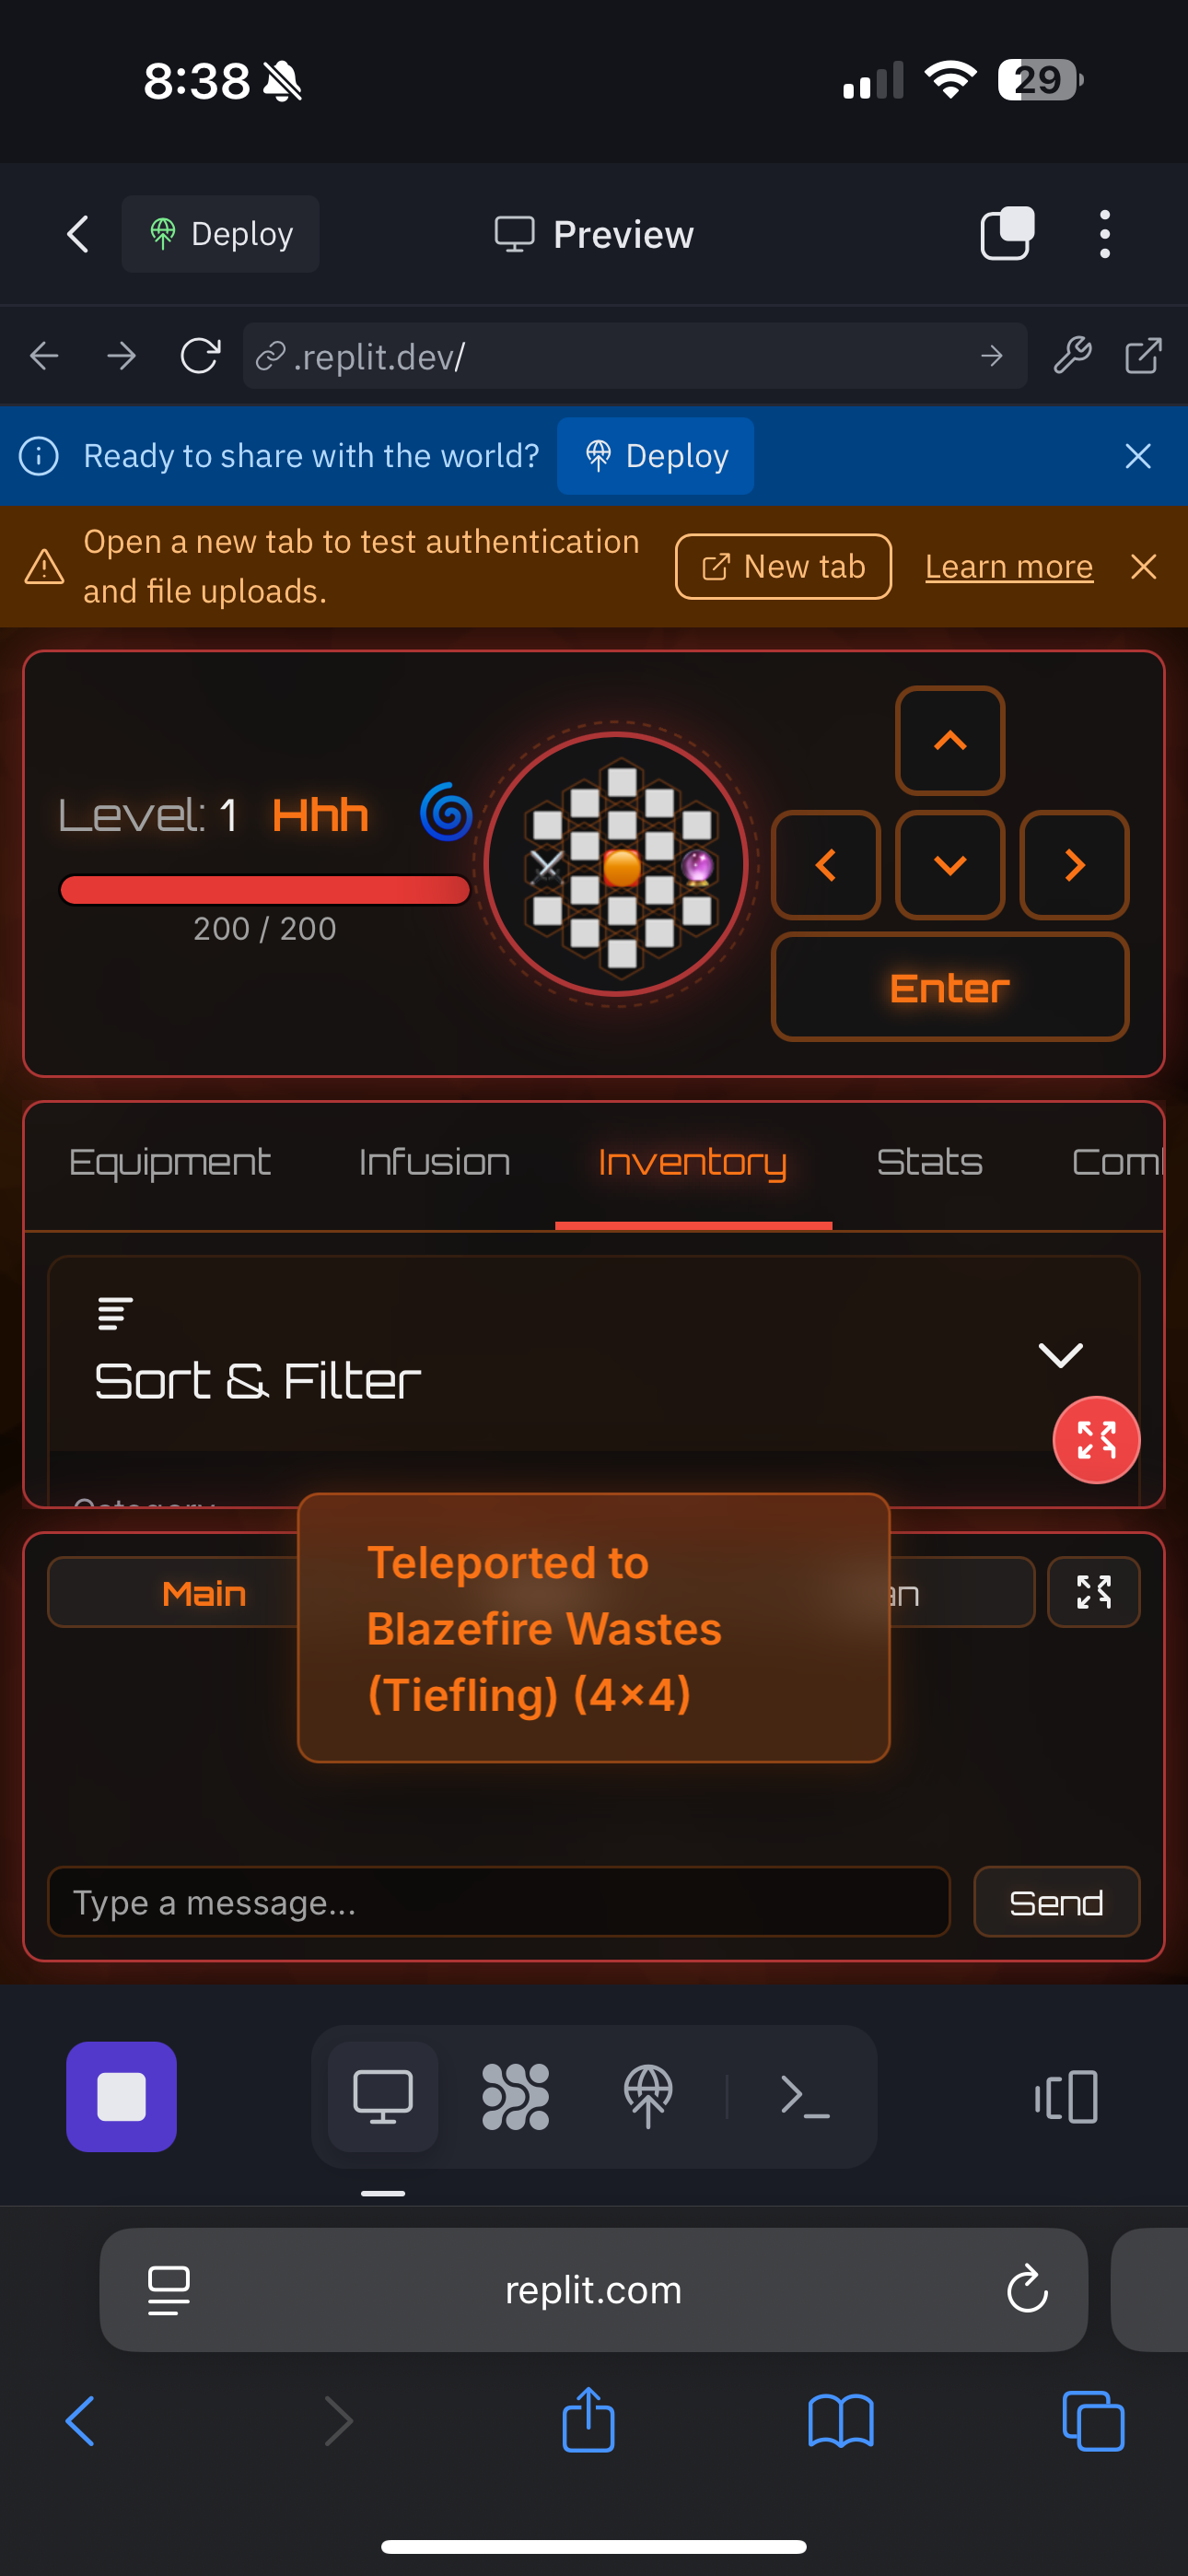 8:38
29
Deploy
Preview
.replit.dev/
Ready to share with the world?
Deploy
Open a new tab to test authentication
and file uploads.
New tab
Learn more
Level: 1 Hhh
200 / 200
Enter
Equipment
Infusion
Inventory
Stats
Sort & Filter
Category
Main
Teleported to
Blazefire Wastes
(Tiefling) (4×4)
Type a message...
Send
replit.com